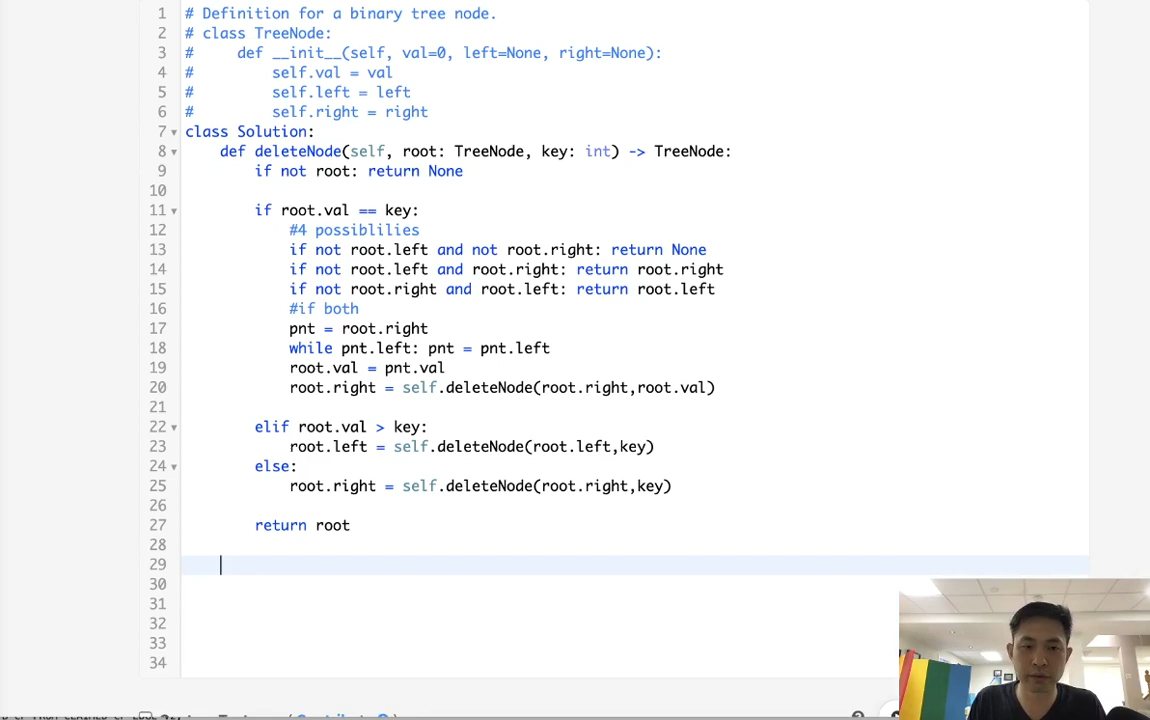 1 # Definition for a binary tree node.
2 # class TreeNode:
3 #     def __init__(self, val=0, left=None, right=None):
4 #         self.val = val
5 #         self.left = left
6 #         self.right = right
7 class Solution:
8     def deleteNode(self, root: TreeNode, key: int) -> TreeNode:
9         if not root: return None
10
11         if root.val == key:
12             #4 possiblilies
13             if not root.left and not root.right: return None
14             if not root.left and root.right: return root.right
15             if not root.right and root.left: return root.left
16             #if both
17             pnt = root.right
18             while pnt.left: pnt = pnt.left
19             root.val = pnt.val
20             root.right = self.deleteNode(root.right,root.val)
21
22         elif root.val > key:
23             root.left = self.deleteNode(root.left,key)
24         else:
25             root.right = self.deleteNode(root.right,key)
26
27         return root
28
29
30
31
32
33
34